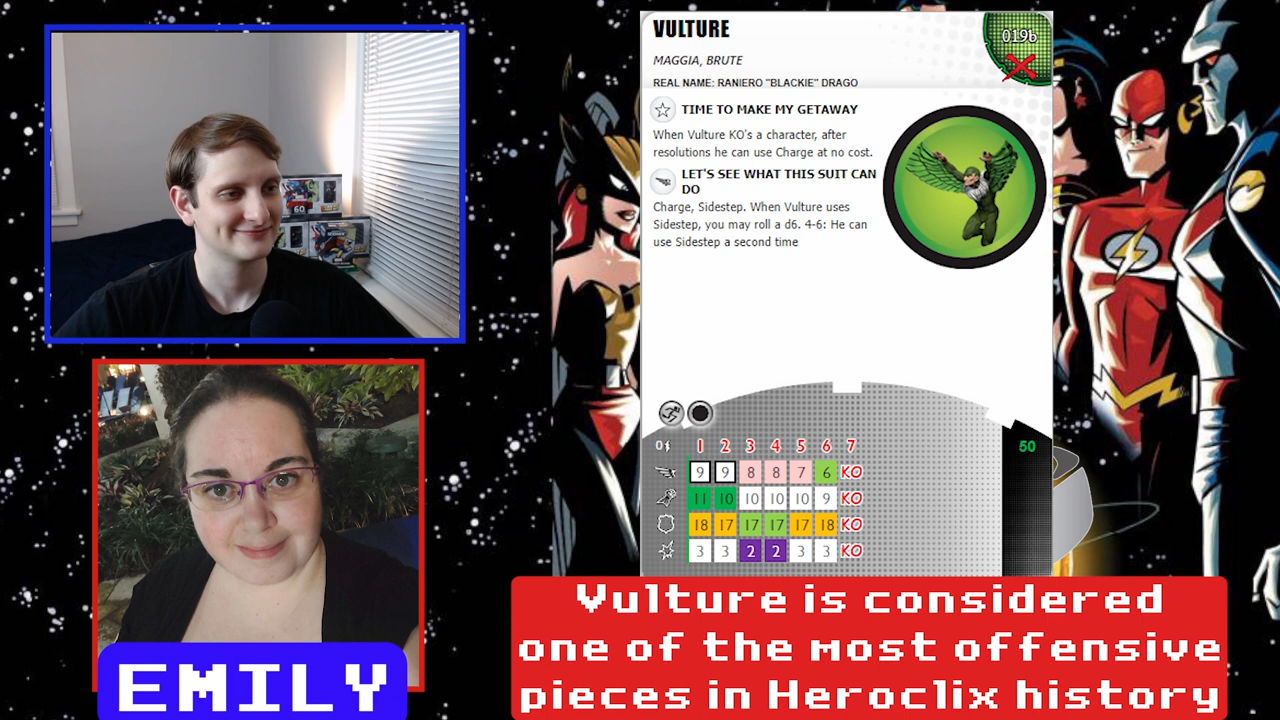 VULTURE
019b
MAGGIA, BRUTE
REAL NAME: RANIERO "BLACKIE" DRAGO
TIME TO MAKE MY GETAWAY
When Vulture KO's a character, after
resolutions he can use Charge at no cost.
LET'S SEE WHAT THIS SUIT CAN
DO
Charge, Sidestep. When Vulture uses
Sidestep, you may roll a d6. 4-6: He can
use Sidestep a second time
50
0 1 2 3 4 5 6 7
9 9 8 8 7 6 KO
11 10 10 10 10 9 KO
18 17 17 17 17 18 KO
3 3 2 2 3 3 KO
60
EMILY
Vulture is considered
one of the most offensive
pieces in Heroclix history